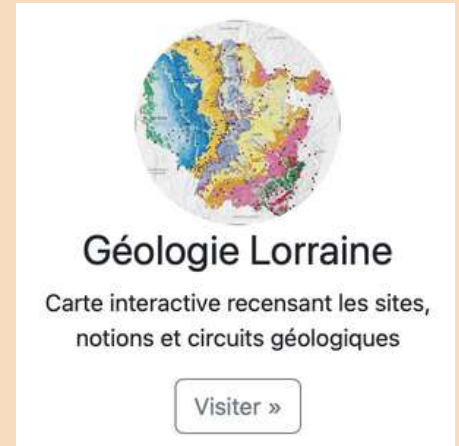 Géologie Lorraine
Carte interactive recensant les sites,
notions et circuits géologiques
Visiter »